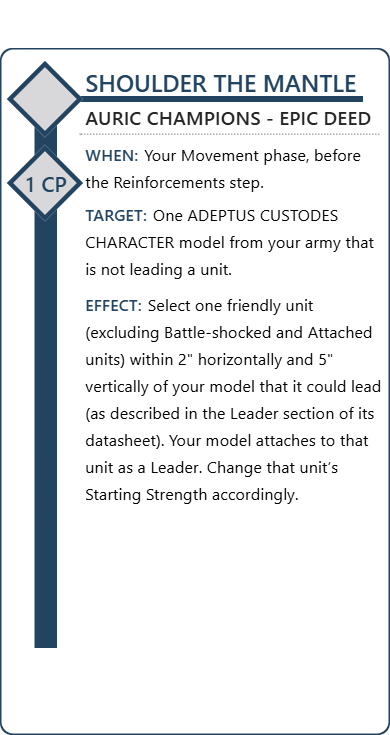 SHOULDER THE MANTLE
AURIC CHAMPIONS - EPIC DEED
1 CP
WHEN: Your Movement phase, before
the Reinforcements step.
TARGET: One ADEPTUS CUSTODES
CHARACTER model from your army that
is not leading a unit.
EFFECT: Select one friendly unit
(excluding Battle-shocked and Attached
units) within 2" horizontally and 5"
vertically of your model that it could lead
(as described in the Leader section of its
datasheet). Your model attaches to that
unit as a Leader. Change that unit’s
Starting Strength accordingly.